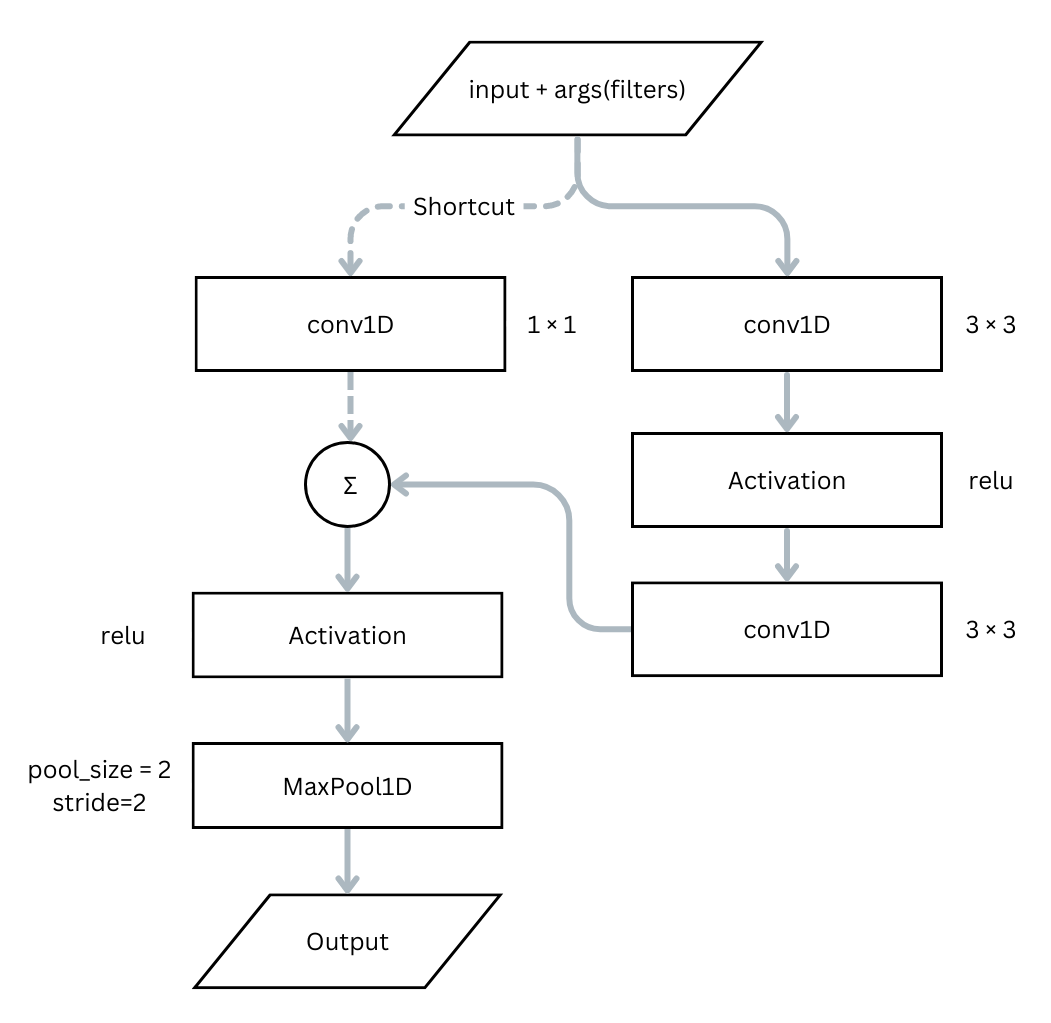 input + args(filters)
Shortcut
conv1D
1 × 1
conv1D
3 × 3
Σ
Activation
relu
relu
Activation
conv1D
3 × 3
pool_size = 2
stride=2
MaxPool1D
Output